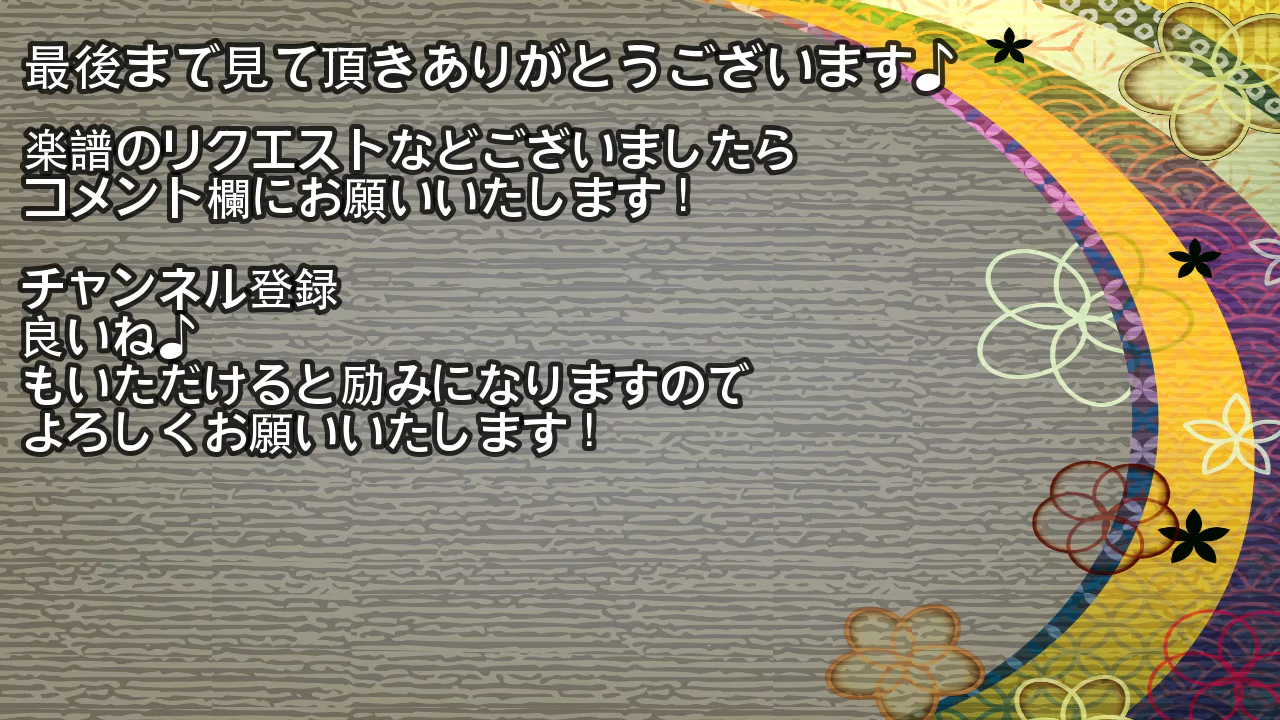 最後まで見て頂きありがとうございます♪
楽譜のリクエストなどございましたら
コメント欄にお願いいたします！
チャンネル登録
良いね♪
もいただけると励みになりますので
よろしくお願いいたします！